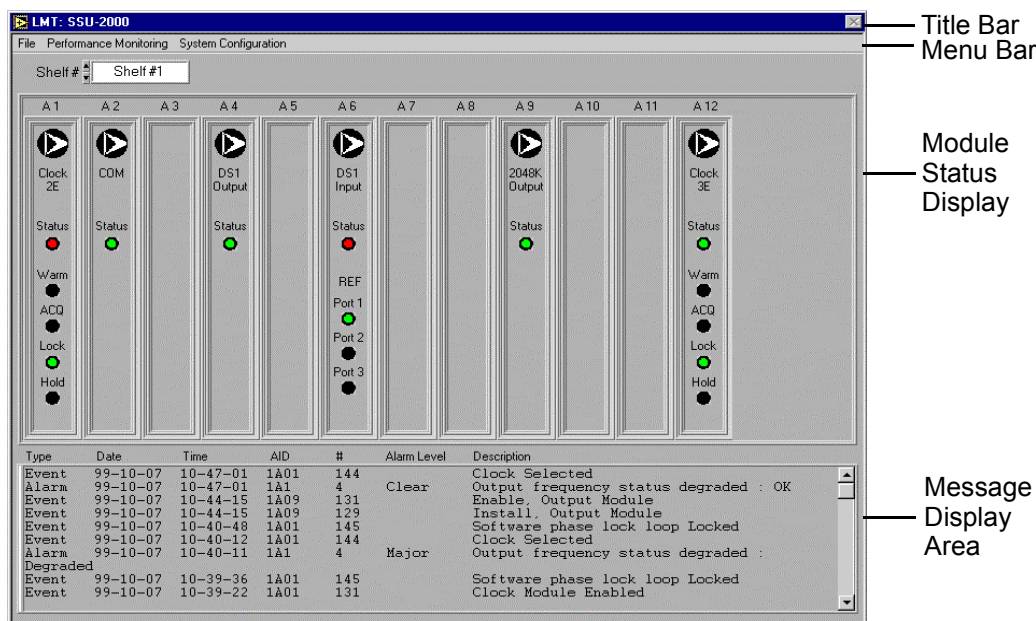 LMT: SSU-2000
Title Bar
File Performance Monitoring System Configuration
Menu Bar
Shelf # Shelf #1
A 1 A 2 A 3 A 4 A 5 A 6 A 7 A 8 A 9 A 10 A 11 A 12
Clock 2E
COM
DS1 Output
DS1 Input
2048K Output
Clock 3E
Module
Status
Display
Status Status Status Status Status Status
Warm REF Warm
ACQ Port 1 ACQ
Lock Port 2 Lock
Hold Port 3 Hold
Type Date Time AID # Alarm Level Description
Event 99-10-07 10-47-01 1A01 144 Clock Selected
Alarm 99-10-07 10-47-01 1A1 4 Clear Output frequency status degraded : OK
Event 99-10-07 10-44-15 1A09 131 Enable, Output Module
Event 99-10-07 10-44-15 1A09 129 Install, Output Module
Event 99-10-07 10-40-48 1A01 145 Software phase lock loop Locked
Event 99-10-07 10-40-12 1A01 144 Clock Selected
Alarm 99-10-07 10-40-11 1A1 4 Major Output frequency status degraded :
Degraded
Event 99-10-07 10-39-36 1A01 145 Software phase lock loop Locked
Event 99-10-07 10-39-22 1A01 131 Clock Module Enabled
Message
Display
Area